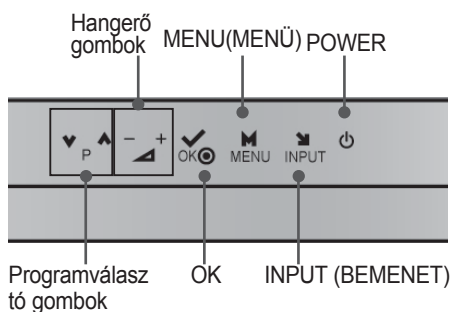 Hangerő
gombok
MENU(MENÜ) POWER
P
- +
OK
MENU
INPUT
Programválasz
tó gombok
OK
INPUT (BEMENET)